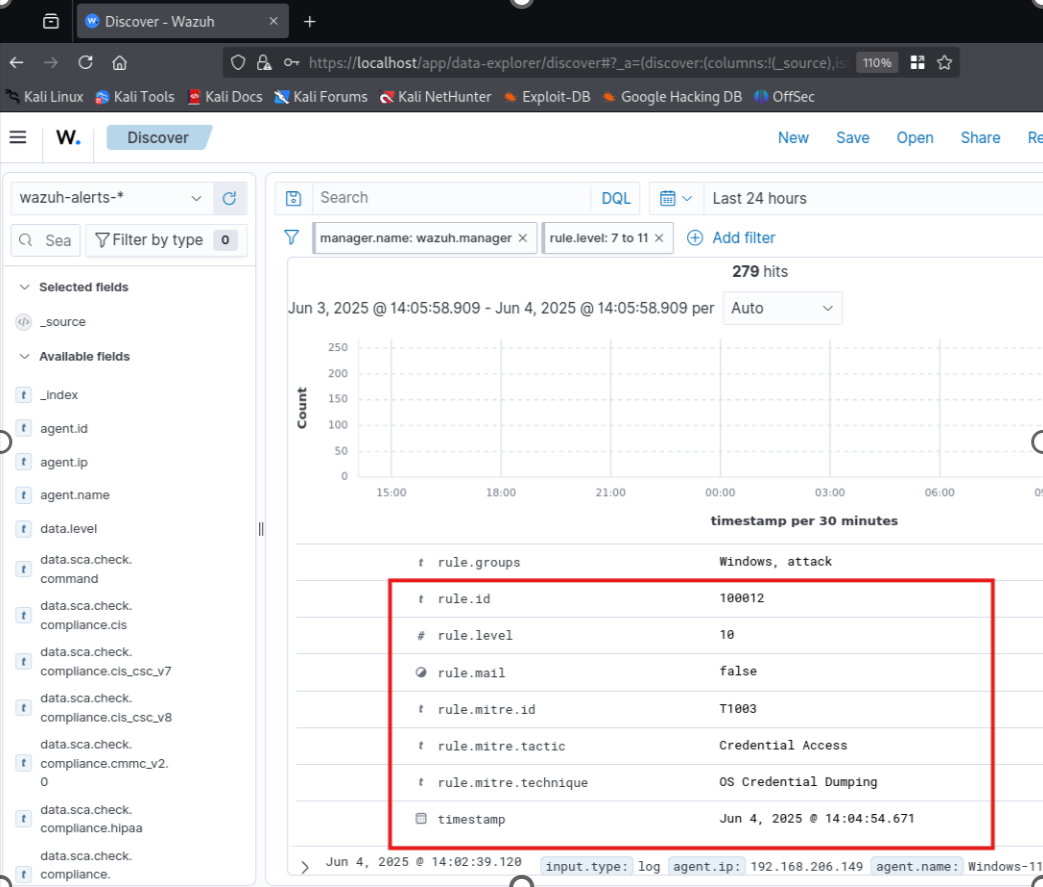 Discover - Wazuh
https://localhost/app/data-explorer/discover#?_a=(discover:(columns:!(_source),is
110%
Kali Linux Kali Tools Kali Docs Kali Forums Kali NetHunter Exploit-DB Google Hacking DB OffSec
W. Discover New Save Open Share Re
wazuh-alerts-* Search DQL Last 24 hours
Sea Filter by type 0 manager.name: wazuh.manager × rule.level: 7 to 11 × Add filter
279 hits
Jun 3, 2025 @ 14:05:58.909 - Jun 4, 2025 @ 14:05:58.909 per Auto
Selected fields
_source
Available fields
_index
agent.id
agent.ip
agent.name
data.level
data.sca.check.
command
data.sca.check.
compliance.cis
data.sca.check.
compliance.cis_csc_v7
data.sca.check.
compliance.cis_csc_v8
data.sca.check.
compliance.cmmc_v2.
0
data.sca.check.
compliance.hipaa
data.sca.check.
compliance.
Count
250
200
150
100
50
0
15:00 18:00 21:00 00:00 03:00 06:00 09
timestamp per 30 minutes
t rule.groups Windows, attack
t rule.id 100012
# rule.level 10
rule.mail false
t rule.mitre.id T1003
t rule.mitre.tactic Credential Access
t rule.mitre.technique OS Credential Dumping
timestamp Jun 4, 2025 @ 14:04:54.671
Jun 4, 2025 @ 14:02:39.120 input.type: log agent.ip: 192.168.206.149 agent.name: Windows-11